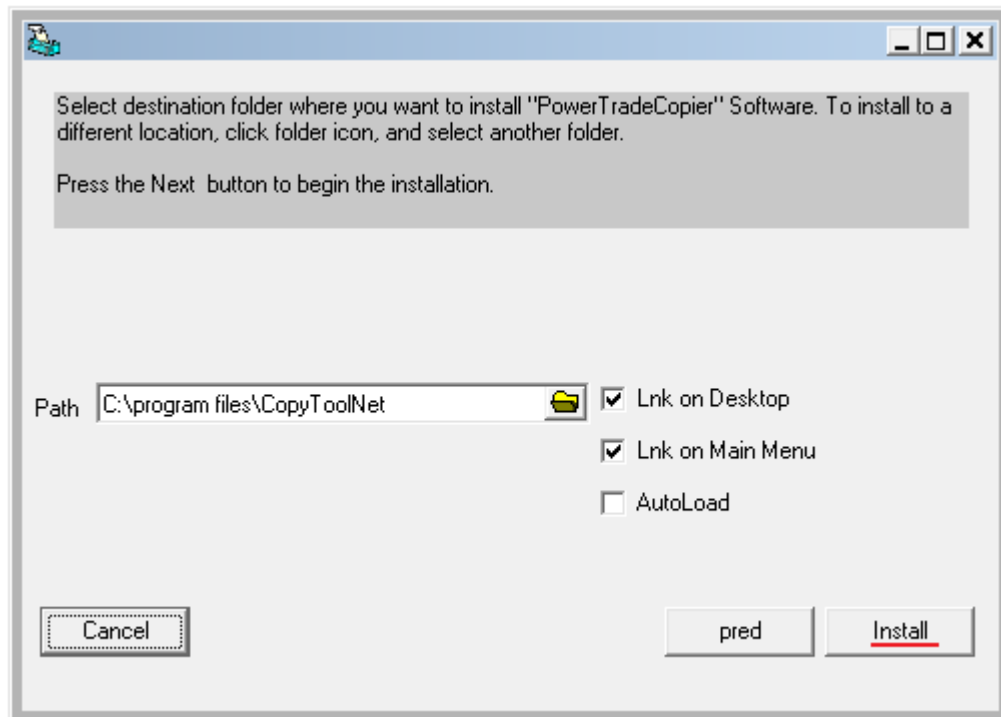 Select destination folder where you want to install "PowerTradeCopier" Software. To install to a
different location, click folder icon, and select another folder.
Press the Next  button to begin the installation.
Path C:\program files\CopyToolNet
Lnk on Desktop
Lnk on Main Menu
AutoLoad
Cancel pred Install